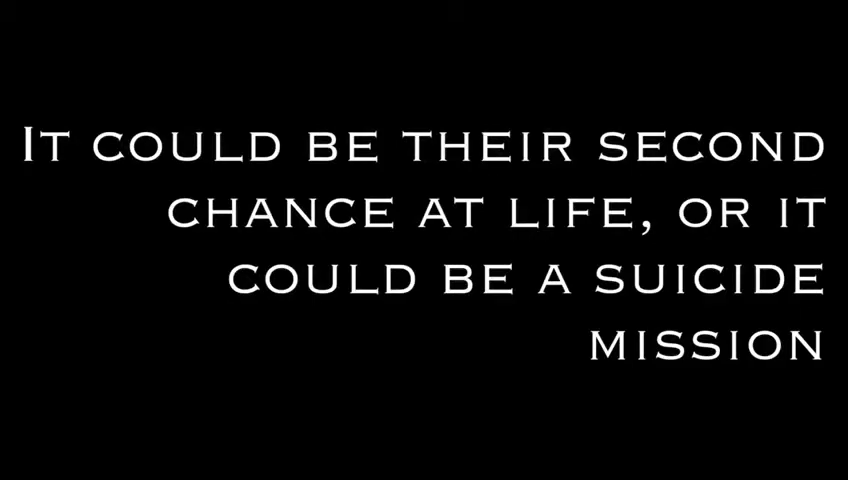 It could be their second
chance at life, or it
could be a suicide
mission